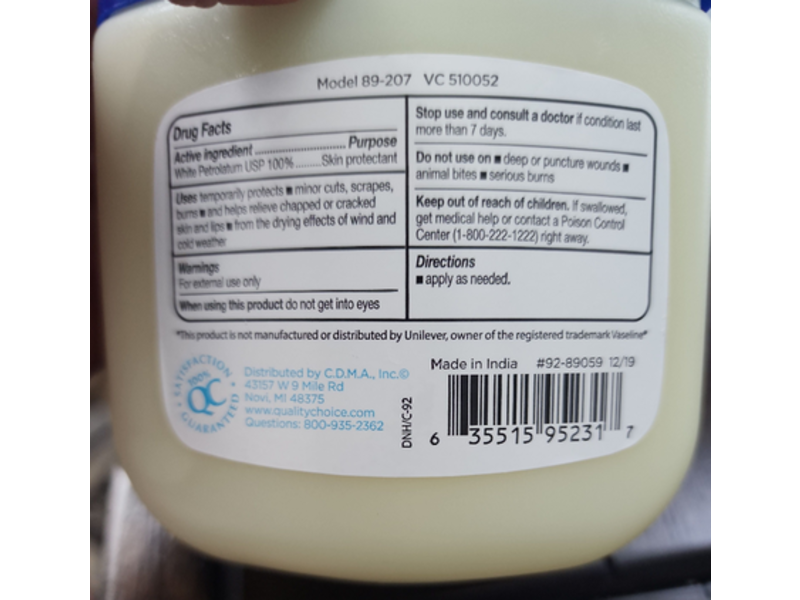 Model 89-207 VC 510052
Drug Facts
Active ingredient ........................ Purpose
White Petrolatum USP 100% ....... Skin protectant
Uses temporarily protects ■ minor cuts, scrapes,
burns ■ and helps relieve chapped or cracked
skin and lips ■ from the drying effects of wind and
cold weather
Warnings
For external use only
When using this product do not get into eyes
Stop use and consult a doctor if condition last
more than 7 days.
Do not use on ■ deep or puncture wounds ■
animal bites ■ serious burns
Keep out of reach of children. If swallowed,
get medical help or contact a Poison Control
Center (1-800-222-1222) right away.
Directions
■ apply as needed.
*This product is not manufactured or distributed by Unilever, owner of the registered trademark Vaseline®
SATISFACTION
100%
QC
GUARANTEED
Distributed by C.D.M.A., Inc.©
43157 W 9 Mile Rd
Novi, MI 48375
www.qualitychoice.com
Questions: 800-935-2362
DNH/C-92
Made in India #92-89059 12/19
6 35515 95231 7